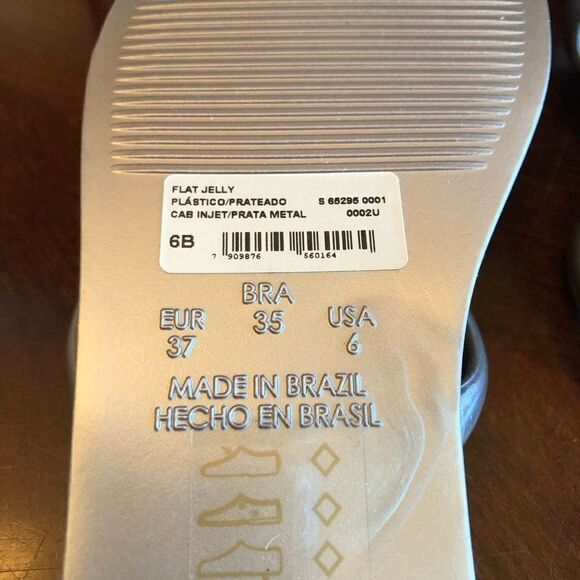 FLAT JELLY
PLÁSTICO/PRATEADO S 65295 0001
CAB INJET/PRATA METAL 0002U
6B
7 909876 560164
BRA
EUR 35 USA
37 6
MADE IN BRAZIL
HECHO EN BRASIL